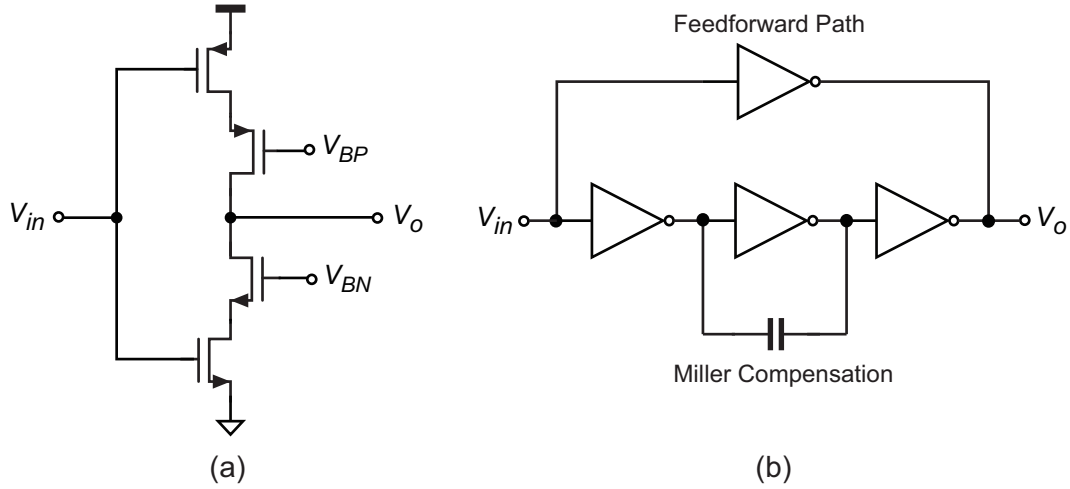 V_BP
V_in
V_o
V_BN
(a)
Feedforward Path
V_in
V_o
Miller Compensation
(b)